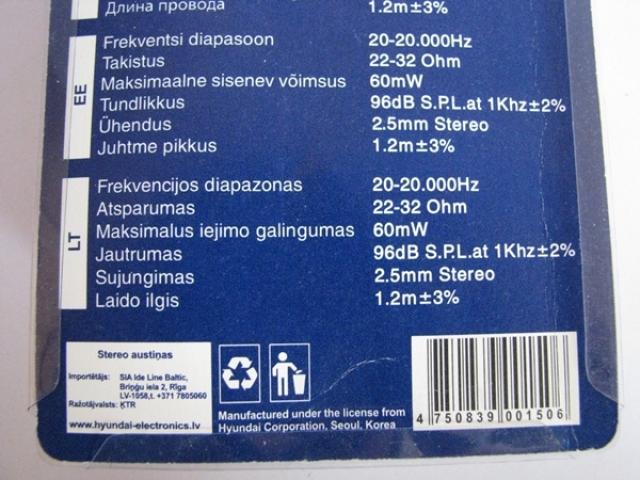 Длина провода 1.2m±3%
EE
Frekventsi diapasoon 20-20.000Hz
Takistus 22-32 Ohm
Maksimaalne sisenev võimsus 60mW
Tundlikkus 96dB S.P.L.at 1Khz±2%
Ühendus 2.5mm Stereo
Juhtme pikkus 1.2m±3%
LT
Frekvencijos diapazonas 20-20.000Hz
Atsparumas 22-32 Ohm
Maksimalus iejimo galingumas 60mW
Jautrumas 96dB S.P.L.at 1Khz±2%
Sujungimas 2.5mm Stereo
Laido ilgis 1.2m±3%
Stereo austiņas
Importētājs: SIA Ide Line Baltic,
Briņģu iela 2, Rīga
LV-1058,t. +371 7805060
Ražotājvalsts: ĶTR
www.hyundai-electronics.lv
Manufactured under the license from
Hyundai Corporation, Seoul, Korea
4 750839 001506